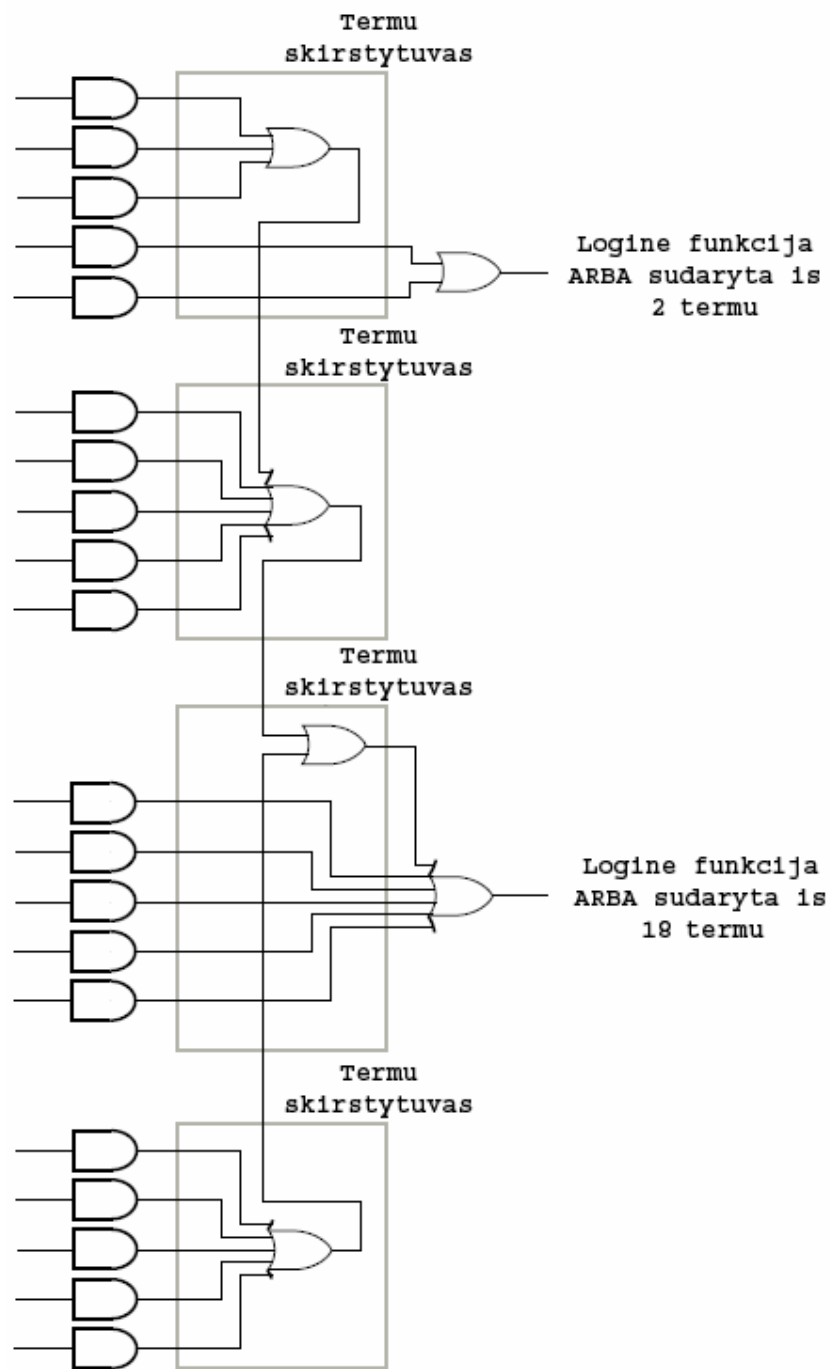 Termu
skirstytuvas
Logine funkcija
ARBA sudaryta is
2 termu
Termu
skirstytuvas
Termu
skirstytuvas
Logine funkcija
ARBA sudaryta is
18 termu
Termu
skirstytuvas